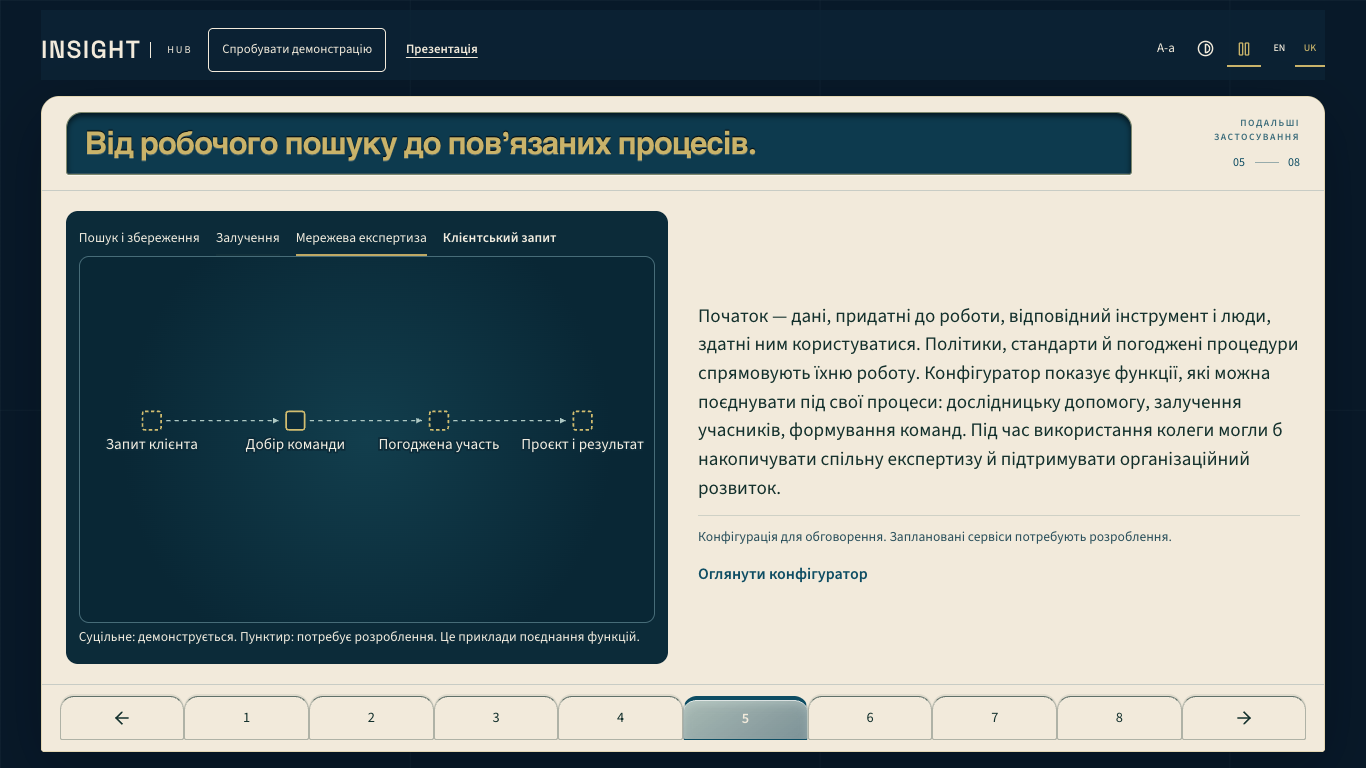 INSIGHT | HUB Спробувати демонстрацію Презентація A-a EN UK
Від робочого пошуку до пов’язаних процесів.
ПОДАЛЬШІ
ЗАСТОСУВАННЯ
05 — 08
Пошук і збереження Залучення Мережева експертиза Клієнтський запит
Запит клієнта Добір команди Погоджена участь Проєкт і результат
Суцільне: демонструється. Пунктир: потребує розроблення. Це приклади поєднання функцій.
Початок — дані, придатні до роботи, відповідний інструмент і люди,
здатні ним користуватися. Політики, стандарти й погоджені процедури
спрямовують їхню роботу. Конфігуратор показує функції, які можна
поєднувати під свої процеси: дослідницьку допомогу, залучення
учасників, формування команд. Під час використання колеги могли б
накопичувати спільну експертизу й підтримувати організаційний
розвиток.
Конфігурація для обговорення. Заплановані сервіси потребують розроблення.
Оглянути конфігуратор
← 1 2 3 4 5 6 7 8 →